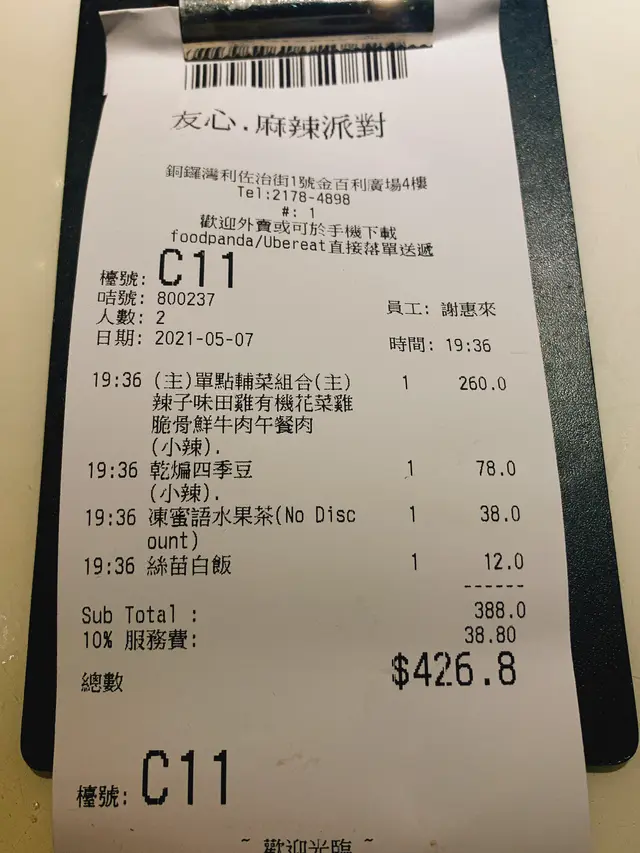 友心.麻辣派對
銅鑼灣利佐治街1號金百利廣場4樓
Tel:2178-4898
#: 1
歡迎外賣或可於手機下載
foodpanda/Ubereat直接落單送遞
檯號: C11
咭號: 800237
人數: 2
員工: 謝惠來
日期: 2021-05-07
時間: 19:36
19:36 (主)單點輔菜組合(主) 1 260.0
辣子味田雞有機花菜雞
脆骨鮮牛肉午餐肉
(小辣).
19:36 乾煸四季豆 1 78.0
(小辣).
19:36 凍蜜語水果茶(No Disc 1 38.0
ount)
19:36 絲苗白飯 1 12.0
------
Sub Total : 388.0
10% 服務費: 38.80
總數 $426.8
檯號: C11
~ 歡迎光臨 ~